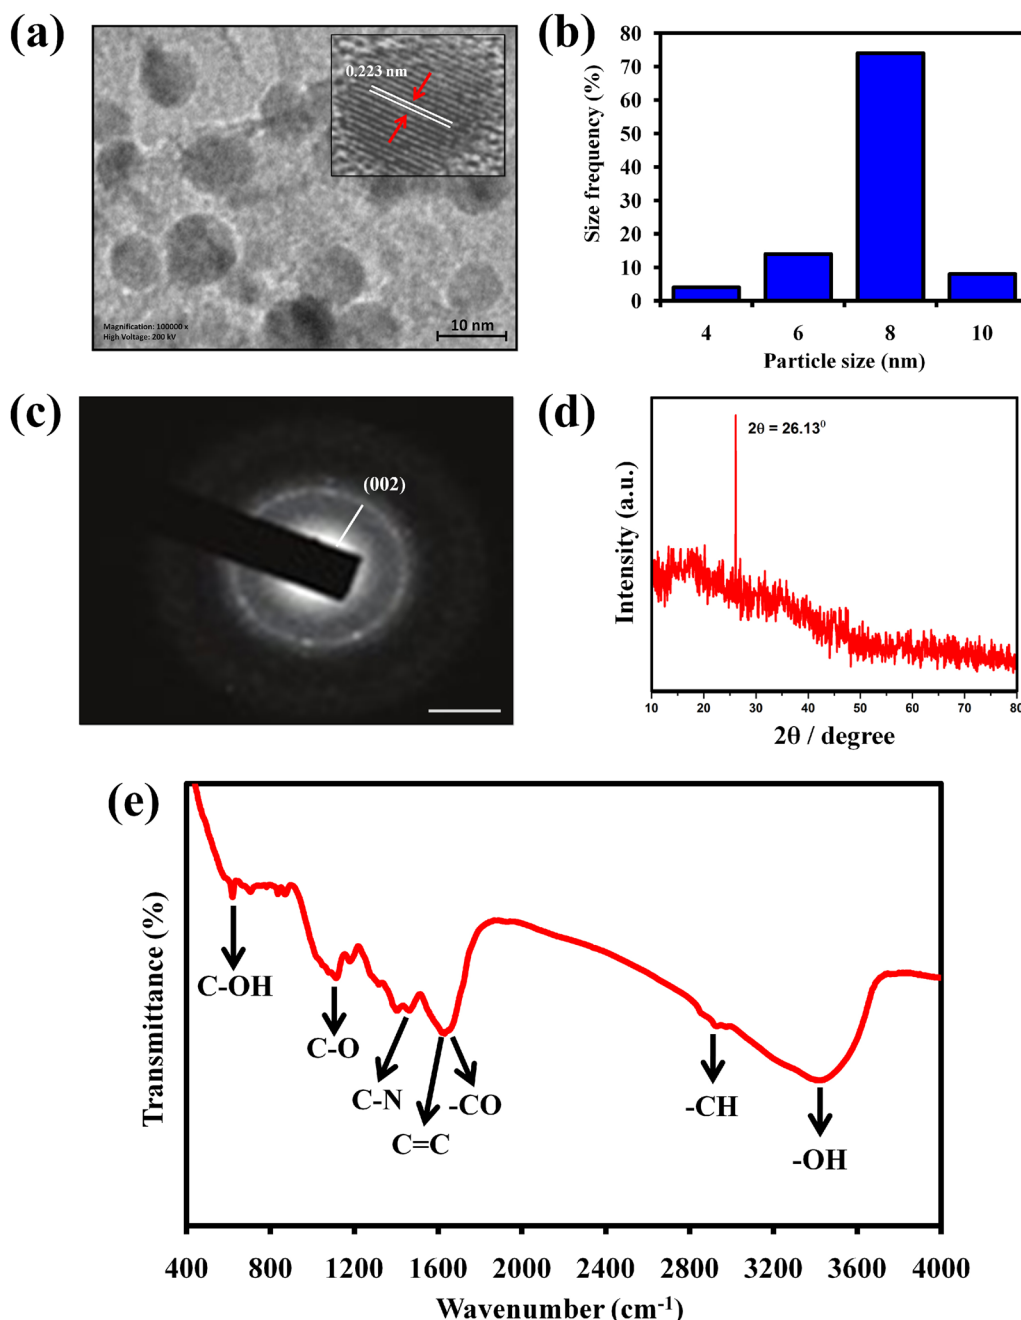 (a)
0.223 nm
Magnification: 100000 x
High Voltage: 200 kV
10 nm
(b)
Size frequency (%)
80
70
60
50
40
30
20
10
0
4 6 8 10
Particle size (nm)
(c)
(002)
(d)
2θ = 26.13⁰
Intensity (a.u.)
10 20 30 40 50 60 70 80
2θ / degree
(e)
Transmittance (%)
C-OH
C-O
C-N
C=C
-CO
-CH
-OH
400 800 1200 1600 2000 2400 2800 3200 3600 4000
Wavenumber (cm⁻¹)